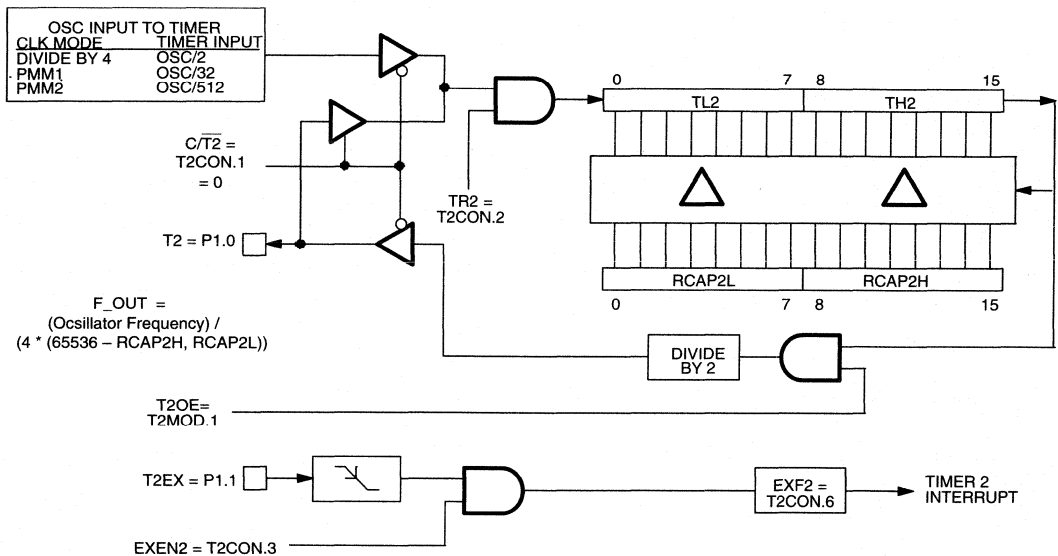 OSC INPUT TO TIMER
CLK MODE TIMER INPUT
DIVIDE BY 4 OSC/2
PMM1 OSC/32
PMM2 OSC/512
C/T2 =
T2CON.1
= 0
TR2 =
T2CON.2
0 7 8 15
TL2 TH2
T2 = P1.0
RCAP2L RCAP2H
0 7 8 15
F_OUT =
(Ocsillator Frequency) /
(4 * (65536 – RCAP2H, RCAP2L))
DIVIDE
BY 2
T2OE=
T2MOD.1
T2EX = P1.1
EXF2 =
T2CON.6
TIMER 2
INTERRUPT
EXEN2 = T2CON.3